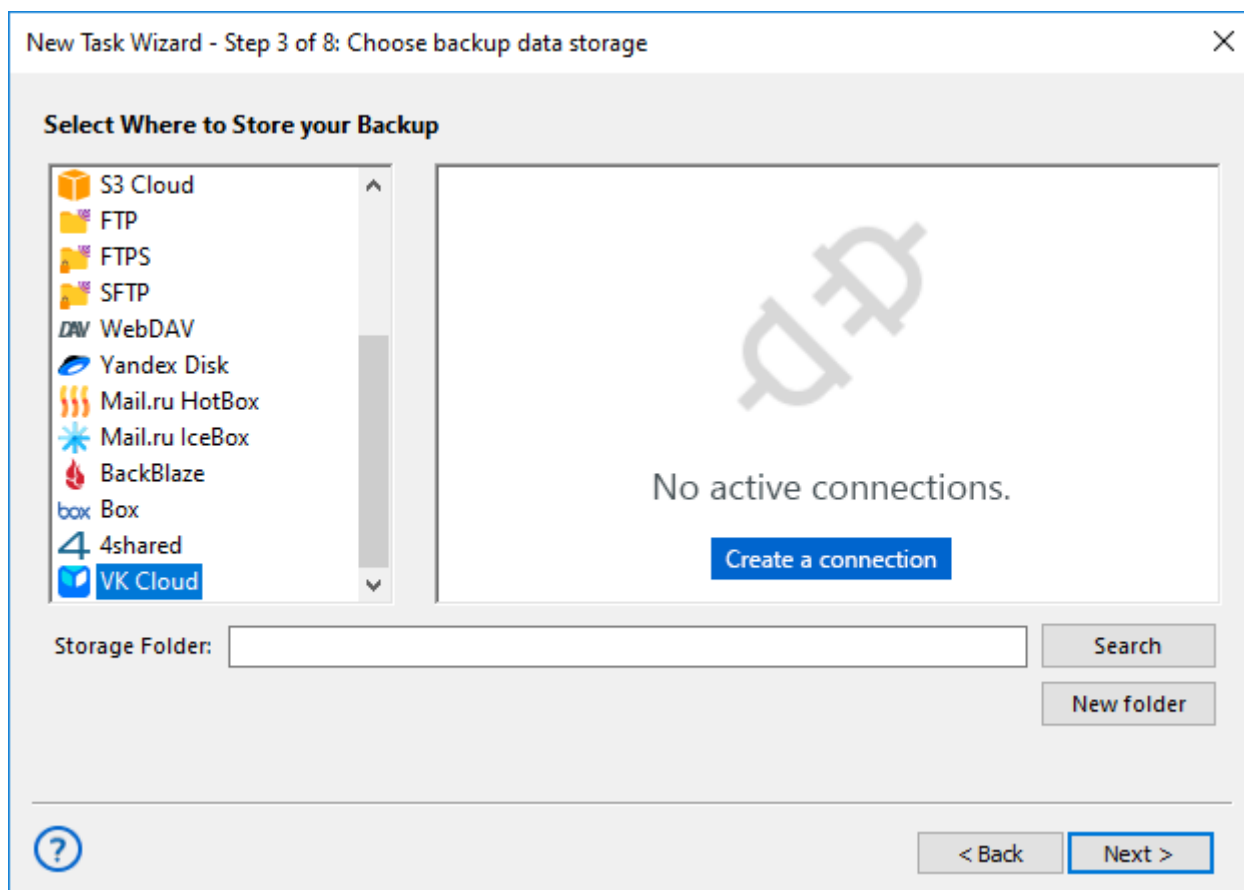 New Task Wizard - Step 3 of 8: Choose backup data storage
Select Where to Store your Backup
S3 Cloud
FTP
FTPS
SFTP
DAV WebDAV
Yandex Disk
Mail.ru HotBox
Mail.ru IceBox
BackBlaze
box Box
4shared
VK Cloud
No active connections.
Create a connection
Storage Folder:
Search
New folder
?
< Back
Next >